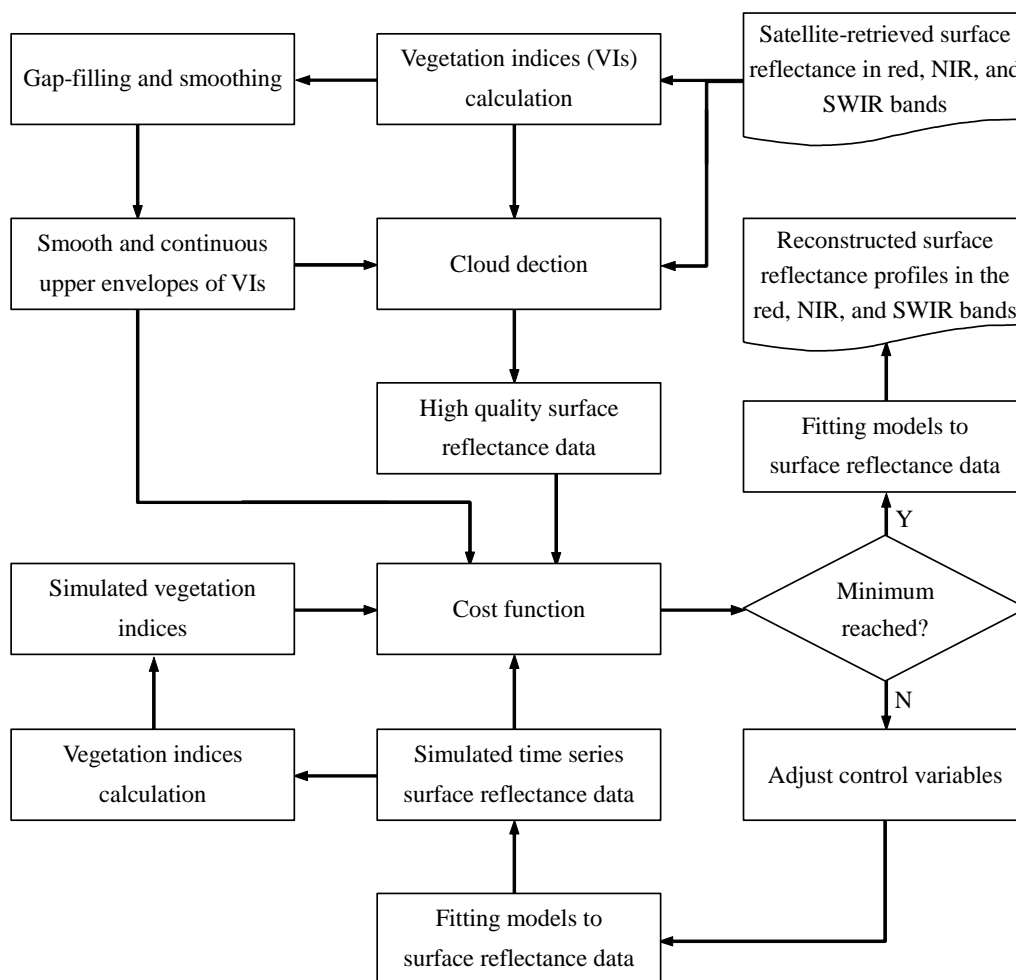 Gap-filling and smoothing
Vegetation indices (VIs)
calculation
Satellite-retrieved surface
reflectance in red, NIR, and
SWIR bands
Smooth and continuous
upper envelopes of VIs
Cloud dection
Reconstructed surface
reflectance profiles in the
red, NIR, and SWIR bands
High quality surface
reflectance data
Fitting models to
surface reflectance data
Y
Simulated vegetation
indices
Cost function
Minimum
reached?
N
Vegetation indices
calculation
Simulated time series
surface reflectance data
Adjust control variables
Fitting models to
surface reflectance data